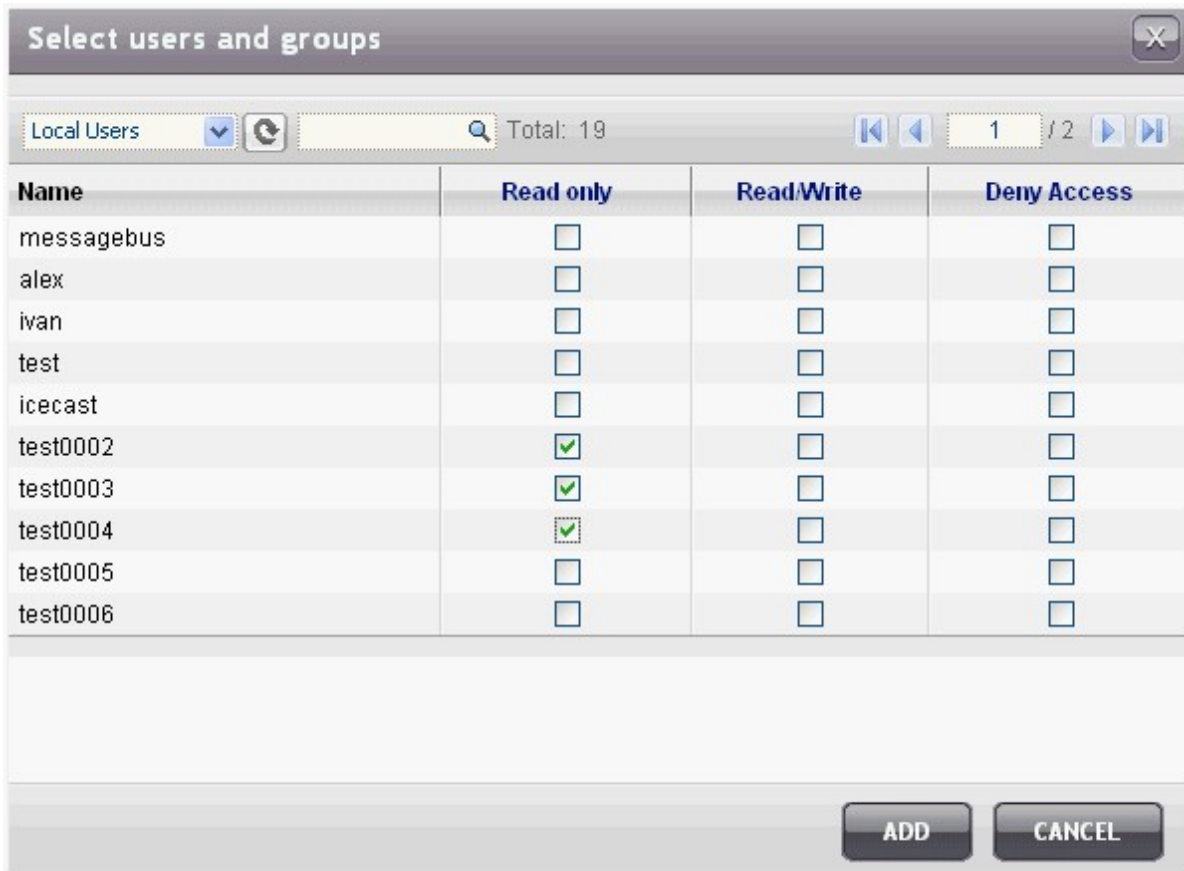 Select users and groups
Local Users Total: 19 1 / 2
Name Read only Read/Write Deny Access
messagebus
alex
ivan
test
icecast
test0002
test0003
test0004
test0005
test0006
ADD CANCEL